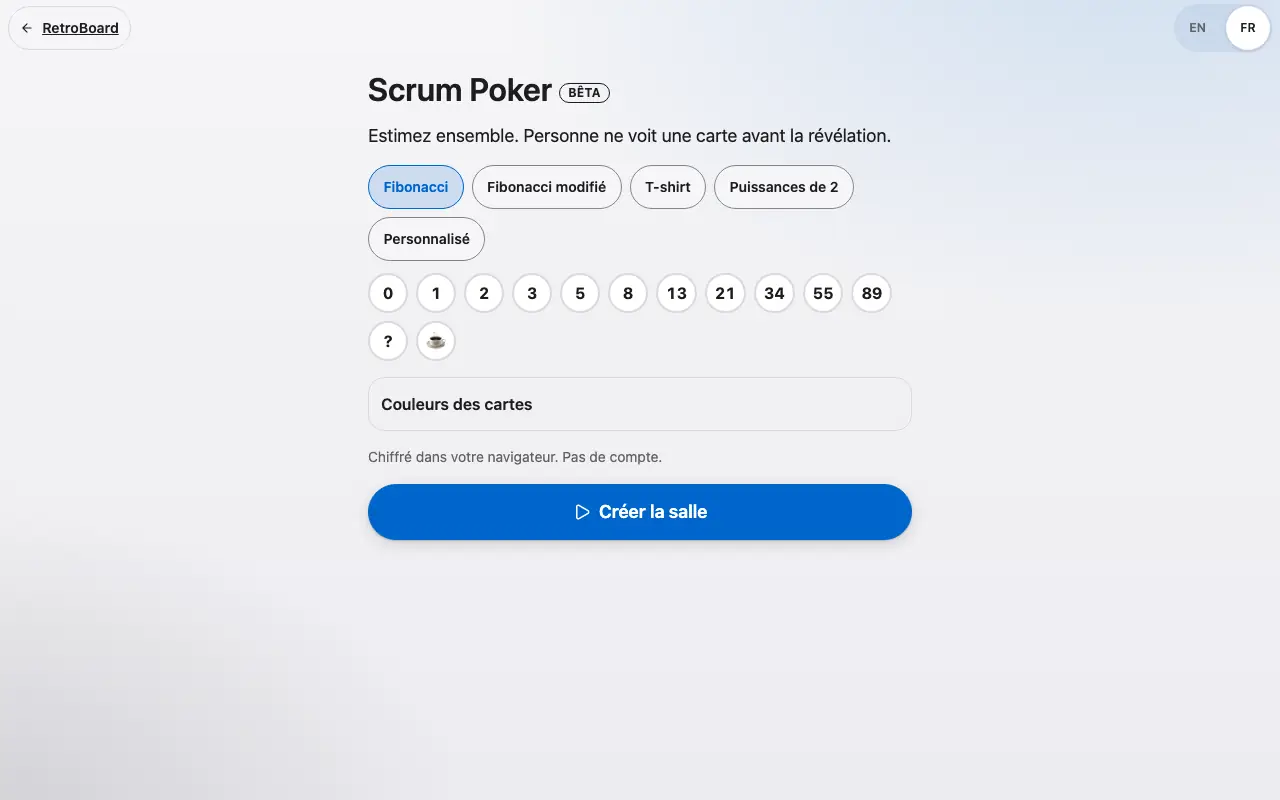 RetroBoard
EN FR
Scrum Poker BÊTA
Estimez ensemble. Personne ne voit une carte avant la révélation.
Fibonacci Fibonacci modifié T-shirt Puissances de 2
Personnalisé
0 1 2 3 5 8 13 21 34 55 89
? ☕
Couleurs des cartes
Chiffré dans votre navigateur. Pas de compte.
Créer la salle